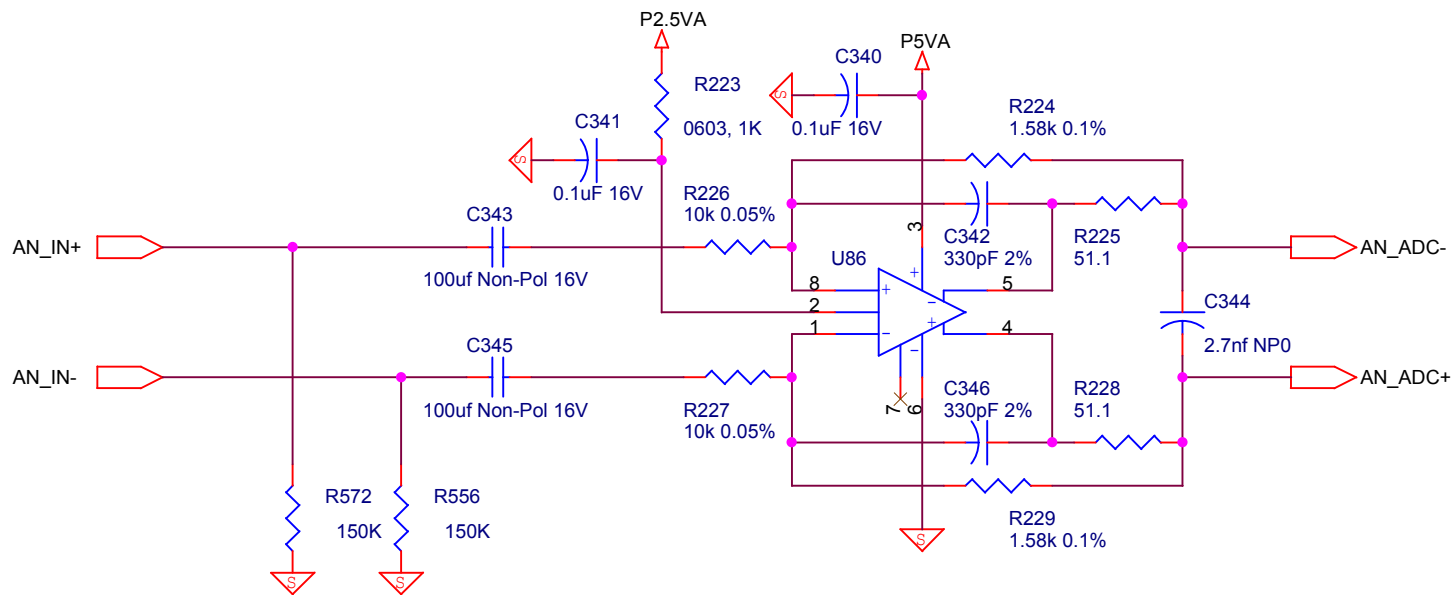 P2.5VA
P5VA
C340
R223
0603, 1K
0.1uF 16V
R224
1.58k 0.1%
C341
0.1uF 16V
S
S
R226
10k 0.05%
C343
AN_IN+
100uf Non-Pol 16V
3
C342
330pF 2%
R225
51.1
AN_ADC-
U86
8
2
1
5
4
+
-
+
-
+
-
C344
2.7nf NP0
C345
AN_IN-
100uf Non-Pol 16V
R227
10k 0.05%
7
6
C346
330pF 2%
R228
51.1
AN_ADC+
R572
150K
R556
150K
R229
1.58k 0.1%
S
S
S